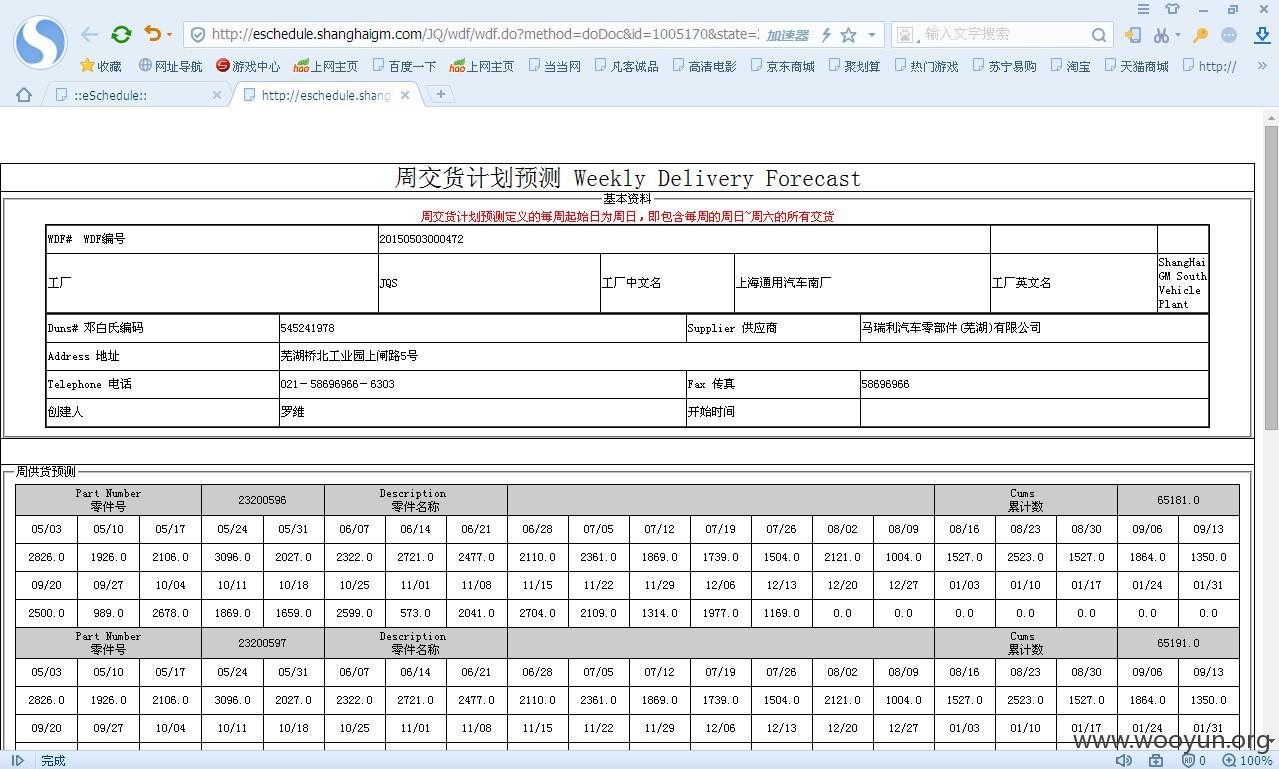 http://eschedule.shanghaigm.com/JQ/wdf/wdf.do?method=doDoc&id=1005170&state=: 加速器 输入文字搜索
收藏 网址导航 游戏中心 上网主页 百度一下 上网主页 当当网 凡客诚品 高清电影 京东商城 聚划算 热门游戏 苏宁易购 淘宝 天猫商城 http://
::eSchedule:: http://eschedule.shang
周交货计划预测 Weekly Delivery Forecast
基本资料
周交货计划预测定义的每周起始日为周日，即包含每周的周日~周六的所有交货
WDF# WDF编号 20150503000472
工厂 JQS 工厂中文名 上海通用汽车南厂 工厂英文名 ShangHai GM South Vehicle Plant
Duns# 邓白氏编码 545241978 Supplier 供应商 马瑞利汽车零部件(芜湖)有限公司
Address 地址 芜湖桥北工业园上闸路5号
Telephone 电话 021－58696966－6303 Fax 传真 58696966
创建人 罗维 开始时间
周供货预测
Part Number 零件号 23200596 Description 零件名称 Cums 累计数 65181.0
05/03 05/10 05/17 05/24 05/31 06/07 06/14 06/21 06/28 07/05 07/12 07/19 07/26 08/02 08/09 08/16 08/23 08/30 09/06 09/13
2826.0 1926.0 2106.0 3096.0 2027.0 2322.0 2721.0 2477.0 2110.0 2361.0 1869.0 1739.0 1504.0 2121.0 1004.0 1527.0 2523.0 1527.0 1864.0 1350.0
09/20 09/27 10/04 10/11 10/18 10/25 11/01 11/08 11/15 11/22 11/29 12/06 12/13 12/20 12/27 01/03 01/10 01/17 01/24 01/31
2500.0 989.0 2678.0 1869.0 1659.0 2599.0 573.0 2041.0 2704.0 2109.0 1314.0 1977.0 1169.0 0.0 0.0 0.0 0.0 0.0 0.0 0.0
Part Number 零件号 23200597 Description 零件名称 Cums 累计数 65191.0
05/03 05/10 05/17 05/24 05/31 06/07 06/14 06/21 06/28 07/05 07/12 07/19 07/26 08/02 08/09 08/16 08/23 08/30 09/06 09/13
2826.0 1926.0 2106.0 3096.0 2027.0 2322.0 2721.0 2477.0 2110.0 2361.0 1869.0 1739.0 1504.0 2121.0 1004.0 1527.0 2523.0 1527.0 1864.0 1350.0
09/20 09/27 10/04 10/11 10/18 10/25 11/01 11/08 11/15 11/22 11/29 12/06 12/13 12/20 12/27 01/03 01/10 01/17 01/24 01/31
www.wooyun.org
完成 0 100%